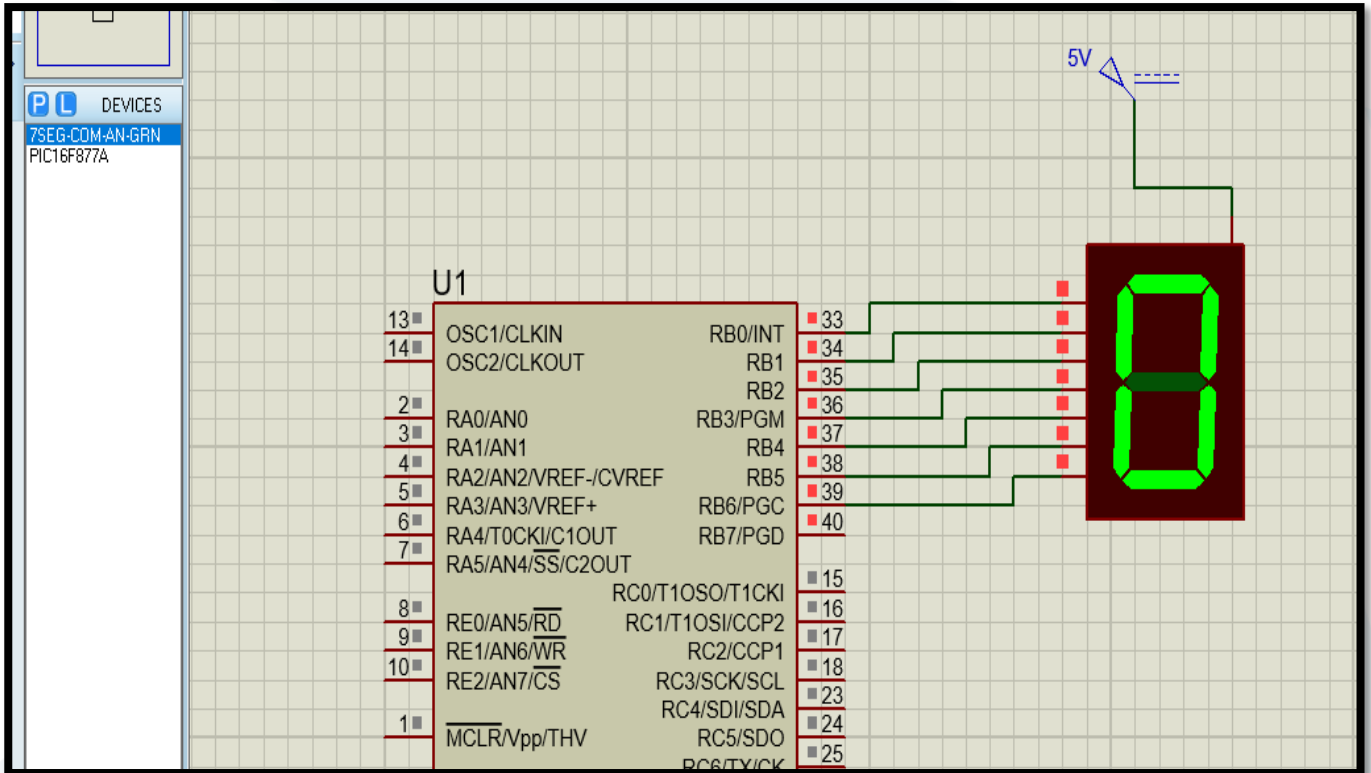 5V
P L DEVICES
7SEG-COM-AN-GRN
PIC16F877A
U1
13 OSC1/CLKIN RB0/INT 33
14 OSC2/CLKOUT RB1 34
RB2 35
2 RA0/AN0 RB3/PGM 36
3 RA1/AN1 RB4 37
4 RA2/AN2/VREF-/CVREF RB5 38
5 RA3/AN3/VREF+ RB6/PGC 39
6 RA4/T0CKI/C1OUT RB7/PGD 40
7 RA5/AN4/SS/C2OUT
RC0/T1OSO/T1CKI 15
8 RE0/AN5/RD RC1/T1OSI/CCP2 16
9 RE1/AN6/WR RC2/CCP1 17
10 RE2/AN7/CS RC3/SCK/SCL 18
RC4/SDI/SDA 23
1 MCLR/Vpp/THV RC5/SDO 24
RC6/TX/CK 25
0